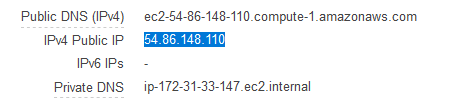 Public DNS (IPv4) ec2-54-86-148-110.compute-1.amazonaws.com
IPv4 Public IP 54.86.148.110
IPv6 IPs -
Private DNS ip-172-31-33-147.ec2.internal